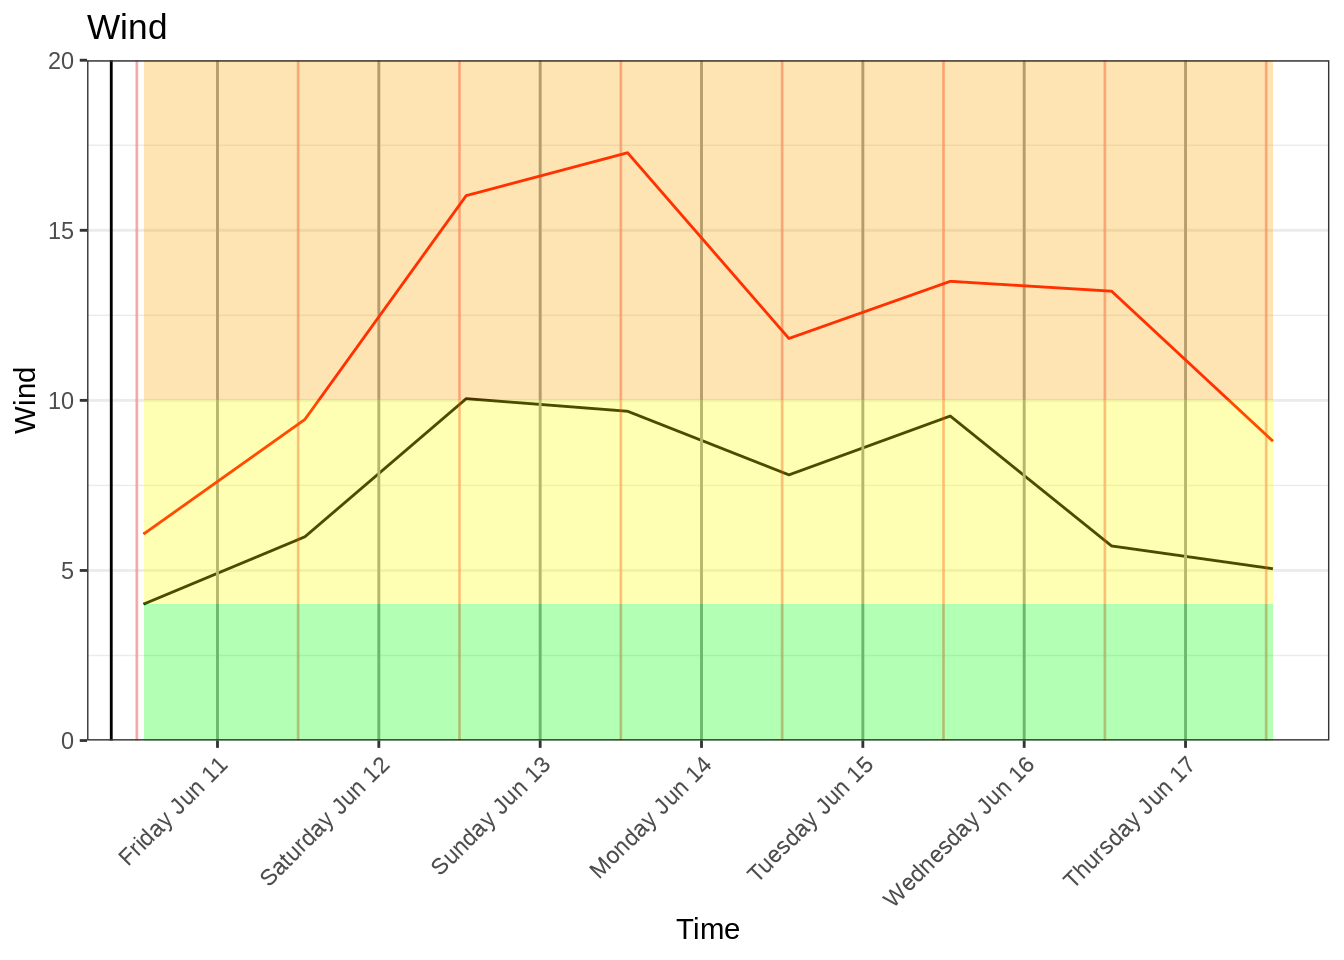 Wind
20
15
10
5
0
Wind
Friday Jun 11
Saturday Jun 12
Sunday Jun 13
Monday Jun 14
Tuesday Jun 15
Wednesday Jun 16
Thursday Jun 17
Time